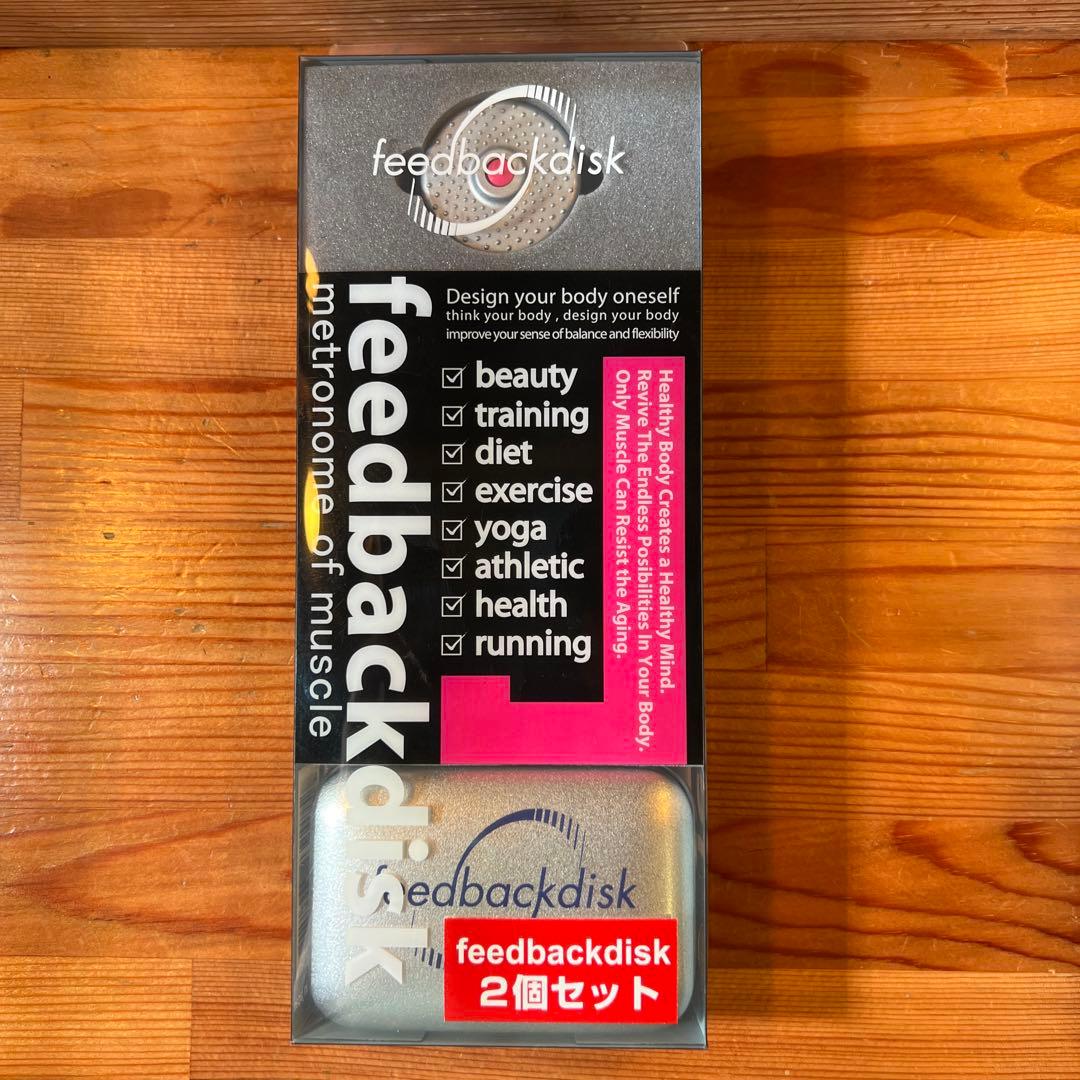 feedbackdisk
feedbackdisk
metronome of muscle
Design your body oneself
think your body , design your body
improve your sense of balance and flexibility
beauty
training
diet
exercise
yoga
athletic
health
running
Healthy Body Creates a Healthy Mind.
Revive The Endless Posibilities In Your Body.
Only Muscle Can Resist the Aging.
feedbackdisk
feedbackdisk
2個セット